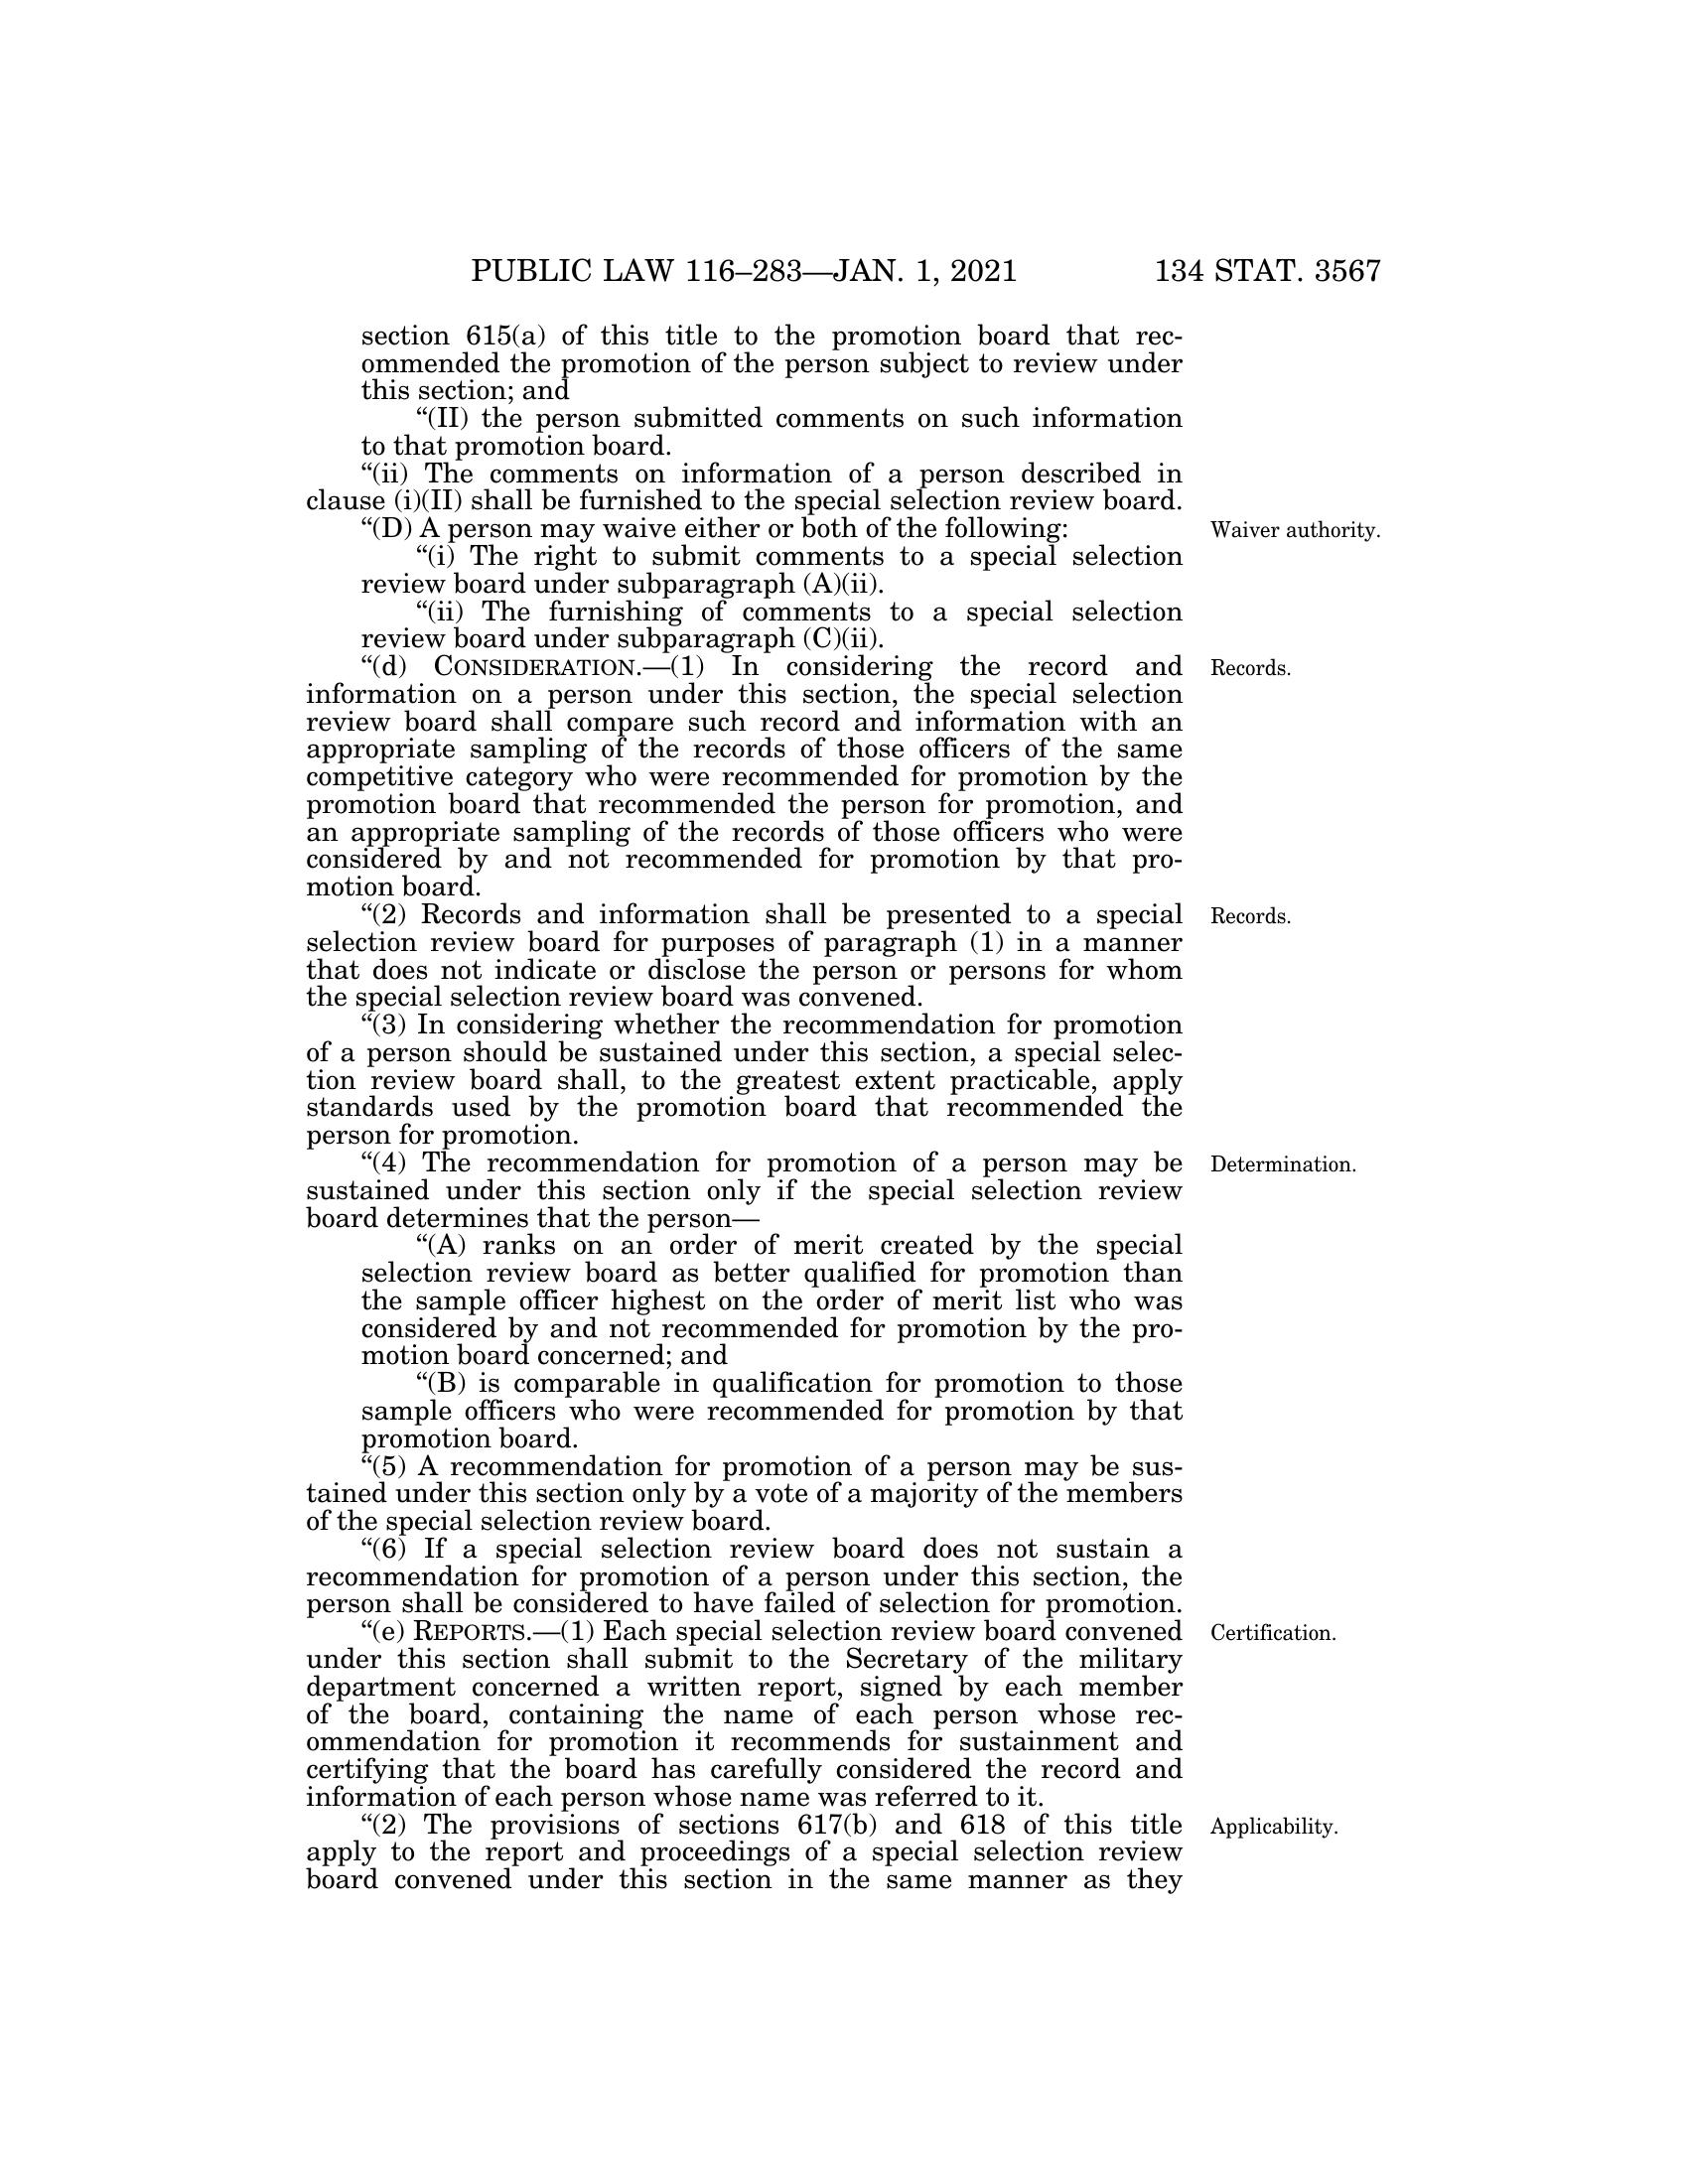 PUBLIC LAW 116–283—JAN. 1, 2021 134 STAT. 3567
section 615(a) of this title to the promotion board that rec-
ommended the promotion of the person subject to review under
this section; and
“(II) the person submitted comments on such information
to that promotion board.
“(ii) The comments on information of a person described in
clause (i)(II) shall be furnished to the special selection review board.
“(D) A person may waive either or both of the following:
Waiver authority.
“(i) The right to submit comments to a special selection
review board under subparagraph (A)(ii).
“(ii) The furnishing of comments to a special selection
review board under subparagraph (C)(ii).
“(d) CONSIDERATION.—(1) In considering the record and
Records.
information on a person under this section, the special selection
review board shall compare such record and information with an
appropriate sampling of the records of those officers of the same
competitive category who were recommended for promotion by the
promotion board that recommended the person for promotion, and
an appropriate sampling of the records of those officers who were
considered by and not recommended for promotion by that pro-
motion board.
“(2) Records and information shall be presented to a special
Records.
selection review board for purposes of paragraph (1) in a manner
that does not indicate or disclose the person or persons for whom
the special selection review board was convened.
“(3) In considering whether the recommendation for promotion
of a person should be sustained under this section, a special selec-
tion review board shall, to the greatest extent practicable, apply
standards used by the promotion board that recommended the
person for promotion.
“(4) The recommendation for promotion of a person may be
Determination.
sustained under this section only if the special selection review
board determines that the person—
“(A) ranks on an order of merit created by the special
selection review board as better qualified for promotion than
the sample officer highest on the order of merit list who was
considered by and not recommended for promotion by the pro-
motion board concerned; and
“(B) is comparable in qualification for promotion to those
sample officers who were recommended for promotion by that
promotion board.
“(5) A recommendation for promotion of a person may be sus-
tained under this section only by a vote of a majority of the members
of the special selection review board.
“(6) If a special selection review board does not sustain a
recommendation for promotion of a person under this section, the
person shall be considered to have failed of selection for promotion.
“(e) REPORTS.—(1) Each special selection review board convened
Certification.
under this section shall submit to the Secretary of the military
department concerned a written report, signed by each member
of the board, containing the name of each person whose rec-
ommendation for promotion it recommends for sustainment and
certifying that the board has carefully considered the record and
information of each person whose name was referred to it.
“(2) The provisions of sections 617(b) and 618 of this title
Applicability.
apply to the report and proceedings of a special selection review
board convened under this section in the same manner as they